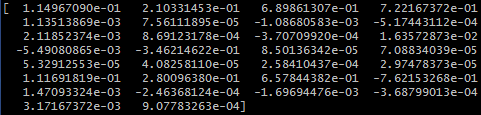 [ 1.14967090e-01 2.10331453e-01 6.89861307e-01 7.22167372e-01
1.13513869e-03 7.56111895e-05 -1.08680583e-03 -5.17443112e-04
2.11852374e-03 8.69123178e-04 -3.70709920e-04 1.63572873e-02
-5.49080865e-03 -3.46214622e-01 8.50136342e-05 7.08834039e-05
5.32912553e-05 4.08258110e-05 2.58410437e-04 2.97478373e-05
1.11691819e-01 2.80096380e-01 6.57844382e-01 -7.62153268e-01
1.47093324e-03 -2.46368124e-04 -1.69694476e-03 -3.68799013e-04
3.17167372e-03 9.07783263e-04]